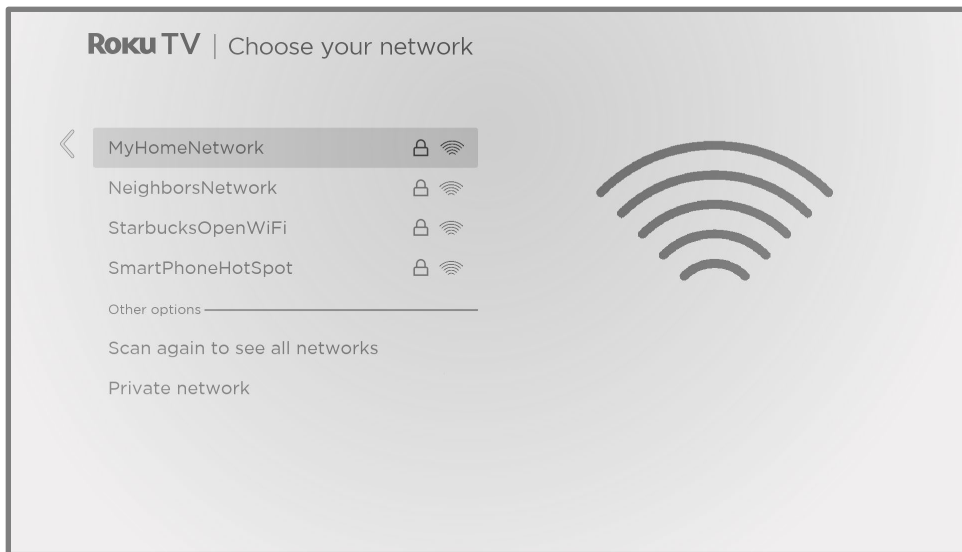 Roku TV | Choose your network
MyHomeNetwork
NeighborsNetwork
StarbucksOpenWiFi
SmartPhoneHotSpot
Other options
Scan again to see all networks
Private network